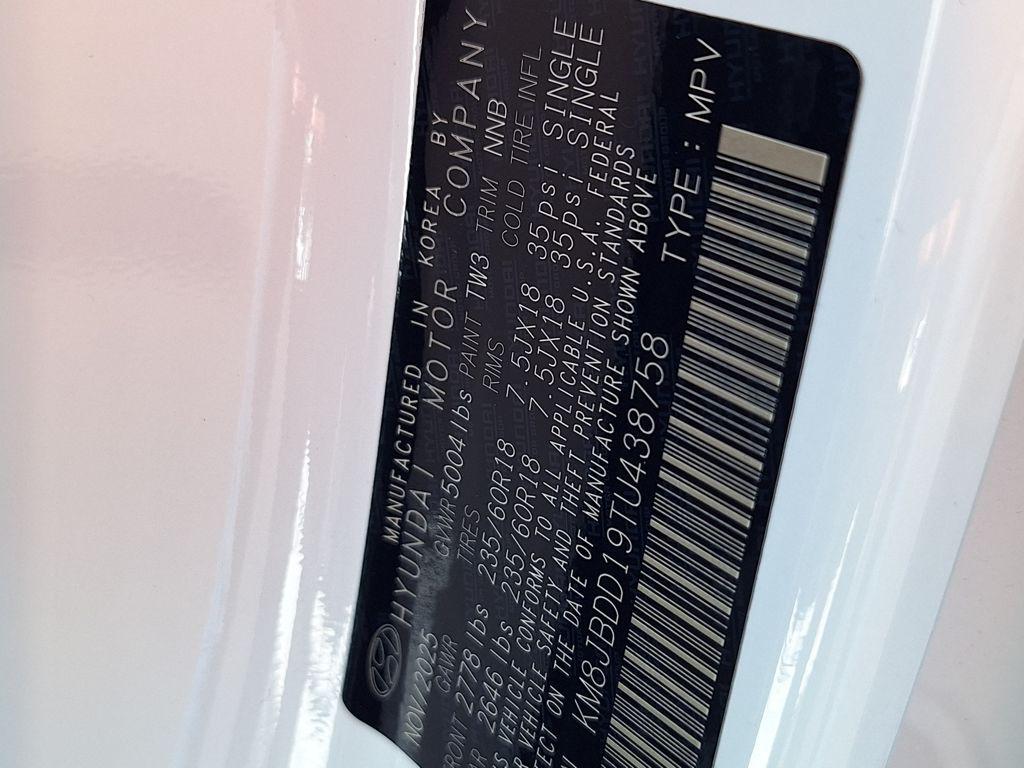 MANUFACTURED IN KOREA BY
HYUNDAI MOTOR COMPANY
NOV/2025 GVWR 5004 lbs PAINT TW3 TRIM NNB
GAWR TIRES RIMS COLD TIRE INFL
FRONT 2778 lbs 235/60R18 7.5JX18 35psi SINGLE
2646 lbs 235/60R18 7.5JX18 35psi SINGLE
VEHICLE CONFORMS TO ALL APPLICABLE U.S.A. FEDERAL
VEHICLE SAFETY AND THEFT PREVENTION STANDARDS
ON THE DATE OF MANUFACTURE SHOWN ABOVE
KM8JBDD19TU438758 TYPE: MPV